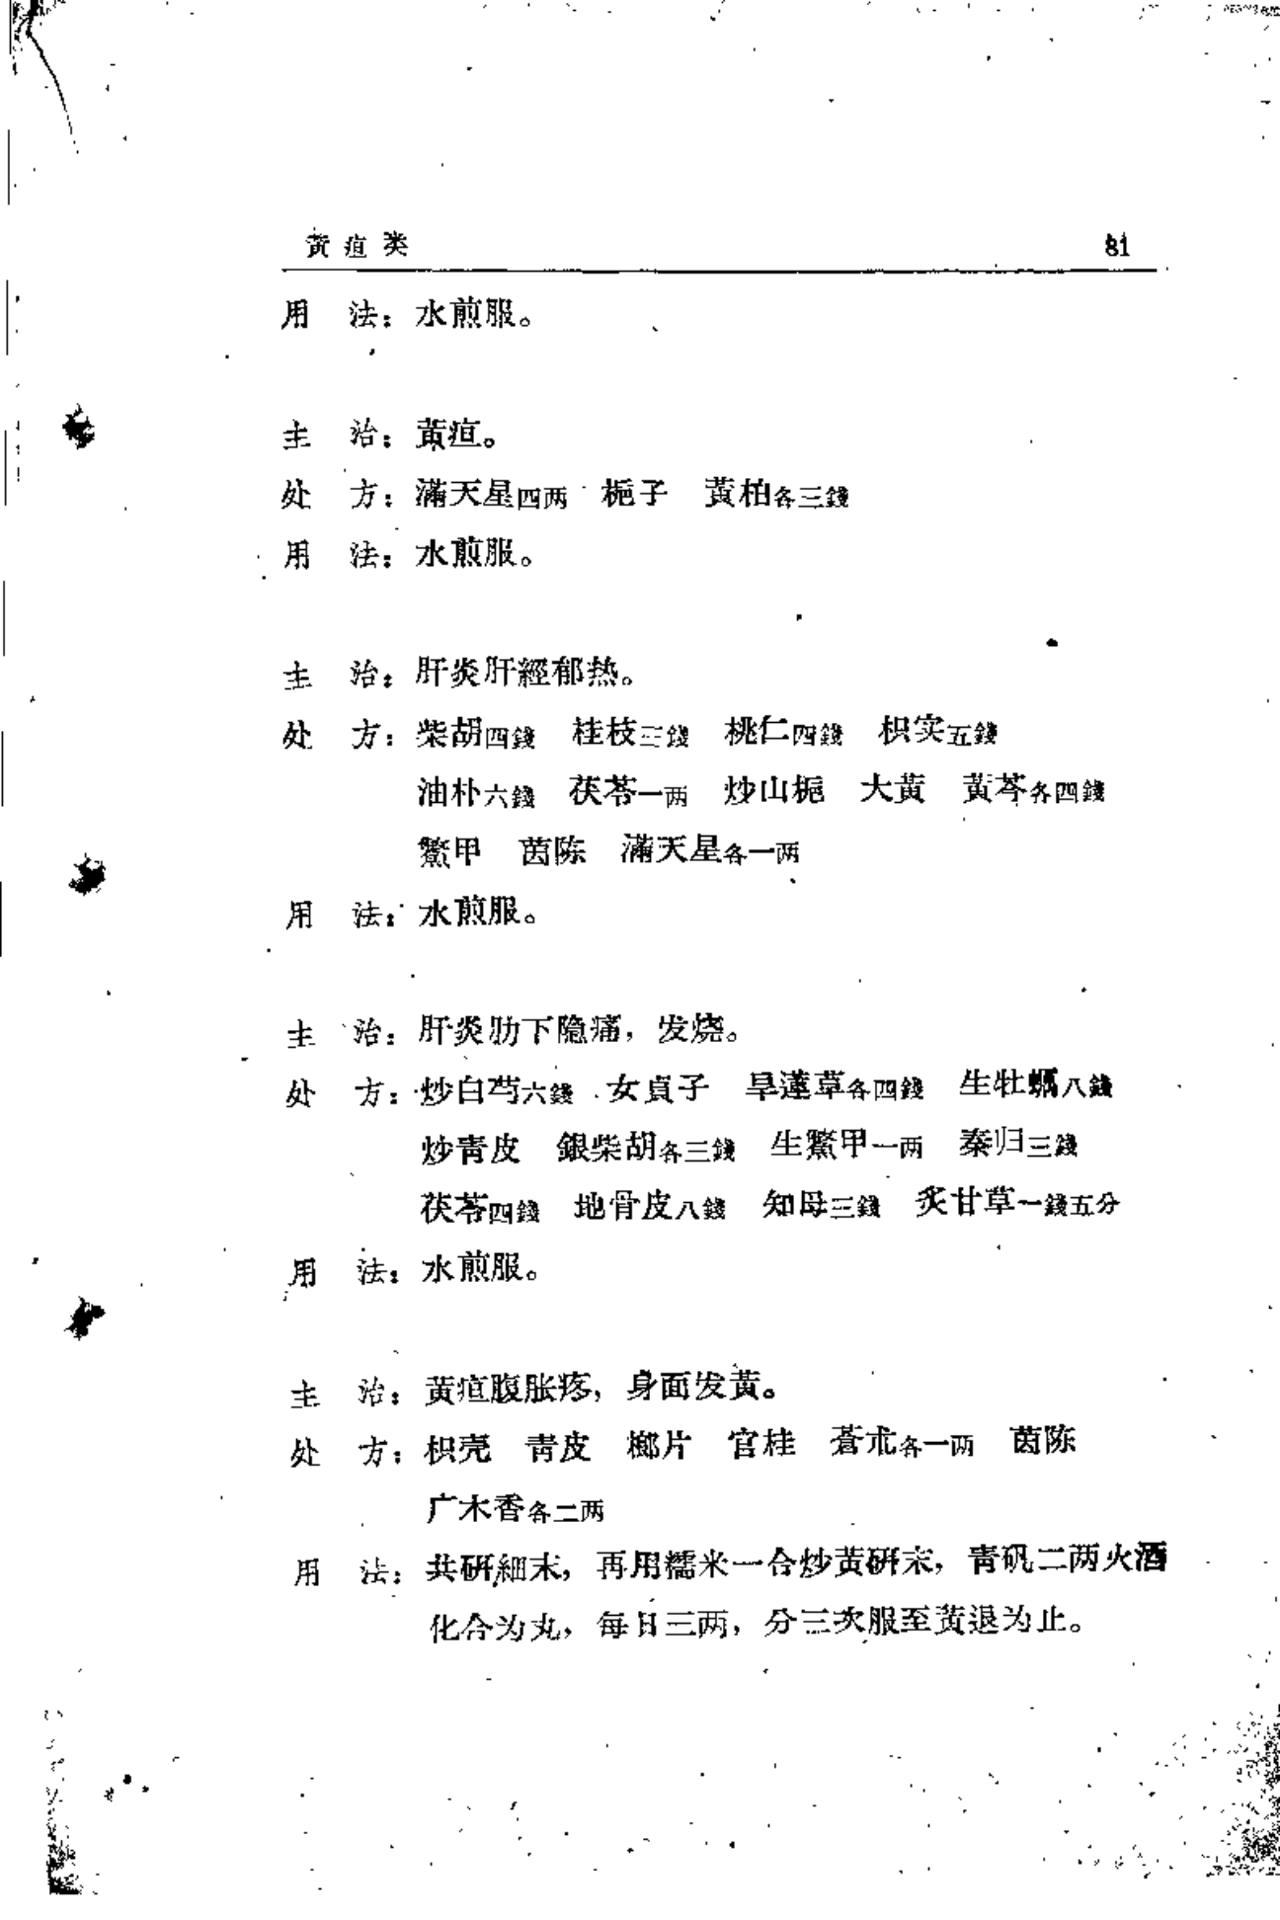 黃疸类 81
用 法：水煎服。
主 治：黃疸。
处 方：滿天星四两 梔子 黃柏各三錢
用 法：水煎服。
主 治：肝炎肝經郁热。
处 方：柴胡四錢 桂枝三錢 桃仁四錢 枳实五錢
油朴六錢 茯苓一两 炒山梔 大黃 黃芩各四錢
鱉甲 茵陈 滿天星各一两
用 法：水煎服。
主 治：肝炎肋下隐痛，发烧。
处 方：炒白芍六錢 女貞子 旱蓮草各四錢 生牡蠣八錢
炒青皮 銀柴胡各三錢 生鱉甲一两 秦归三錢
茯苓四錢 地骨皮八錢 知母三錢 炙甘草一錢五分
用 法：水煎服。
主 治：黃疸腹胀疼，身面发黃。
处 方：枳壳 青皮 榔片 官桂 蒼朮各一两 茵陈
广木香各二两
用 法：共研細末，再用糯米一合炒黃研末，青矾二两火酒
化合为丸，每日三两，分三次服至黃退为止。